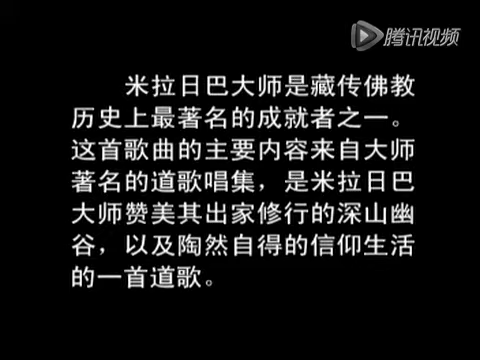 腾讯视频
米拉日巴大师是藏传佛教
历史上最著名的成就者之一。
这首歌曲的主要内容来自大师
著名的道歌唱集，是米拉日巴
大师赞美其出家修行的深山幽
谷，以及陶然自得的信仰生活
的一首道歌。